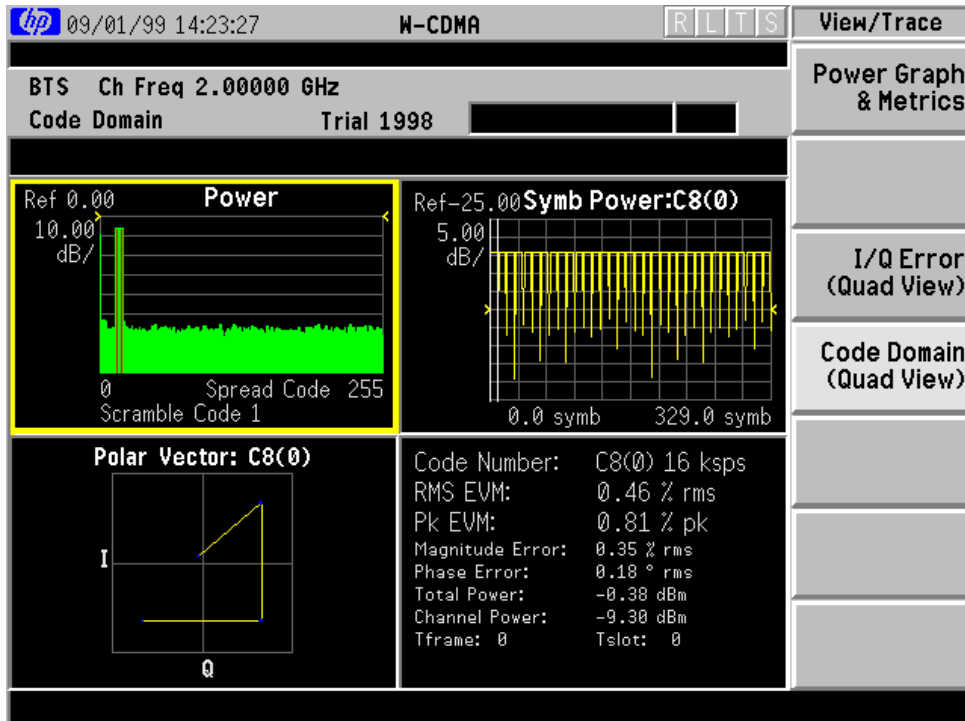 hp 09/01/99 14:23:27 W-CDMA R L T S View/Trace
BTS Ch Freq 2.00000 GHz
Code Domain Trial 1998
Power Graph
& Metrics
I/Q Error
(Quad View)
Code Domain
(Quad View)
Ref 0.00 Power
10.00
dB/
0 Spread Code 255
Scramble Code 1
Ref-25.00 Symb Power:C8(0)
5.00
dB/
0.0 symb 329.0 symb
Polar Vector: C8(0)
I
Q
Code Number: C8(0) 16 ksps
RMS EVM: 0.46 % rms
Pk EVM: 0.81 % pk
Magnitude Error: 0.35 % rms
Phase Error: 0.18 ° rms
Total Power: -0.38 dBm
Channel Power: -9.30 dBm
Tframe: 0 Tslot: 0